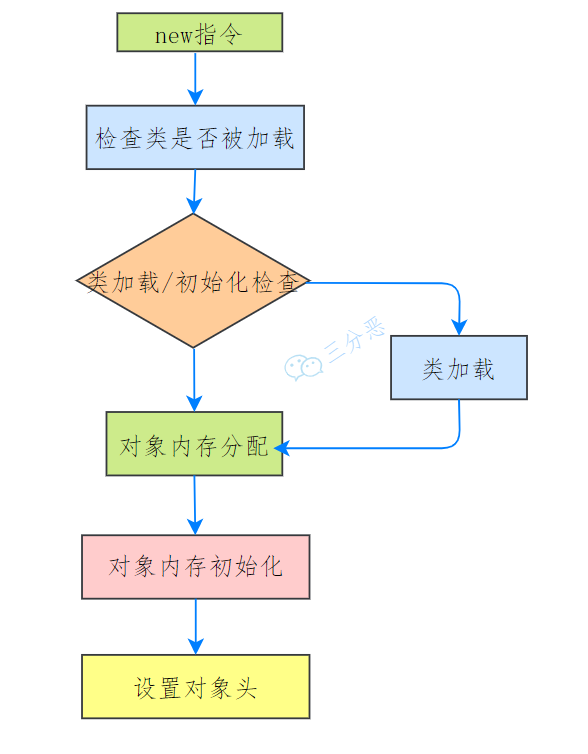 new指令
检查类是否被加载
类加载/初始化检查
三分恶
类加载
对象内存分配
对象内存初始化
设置对象头